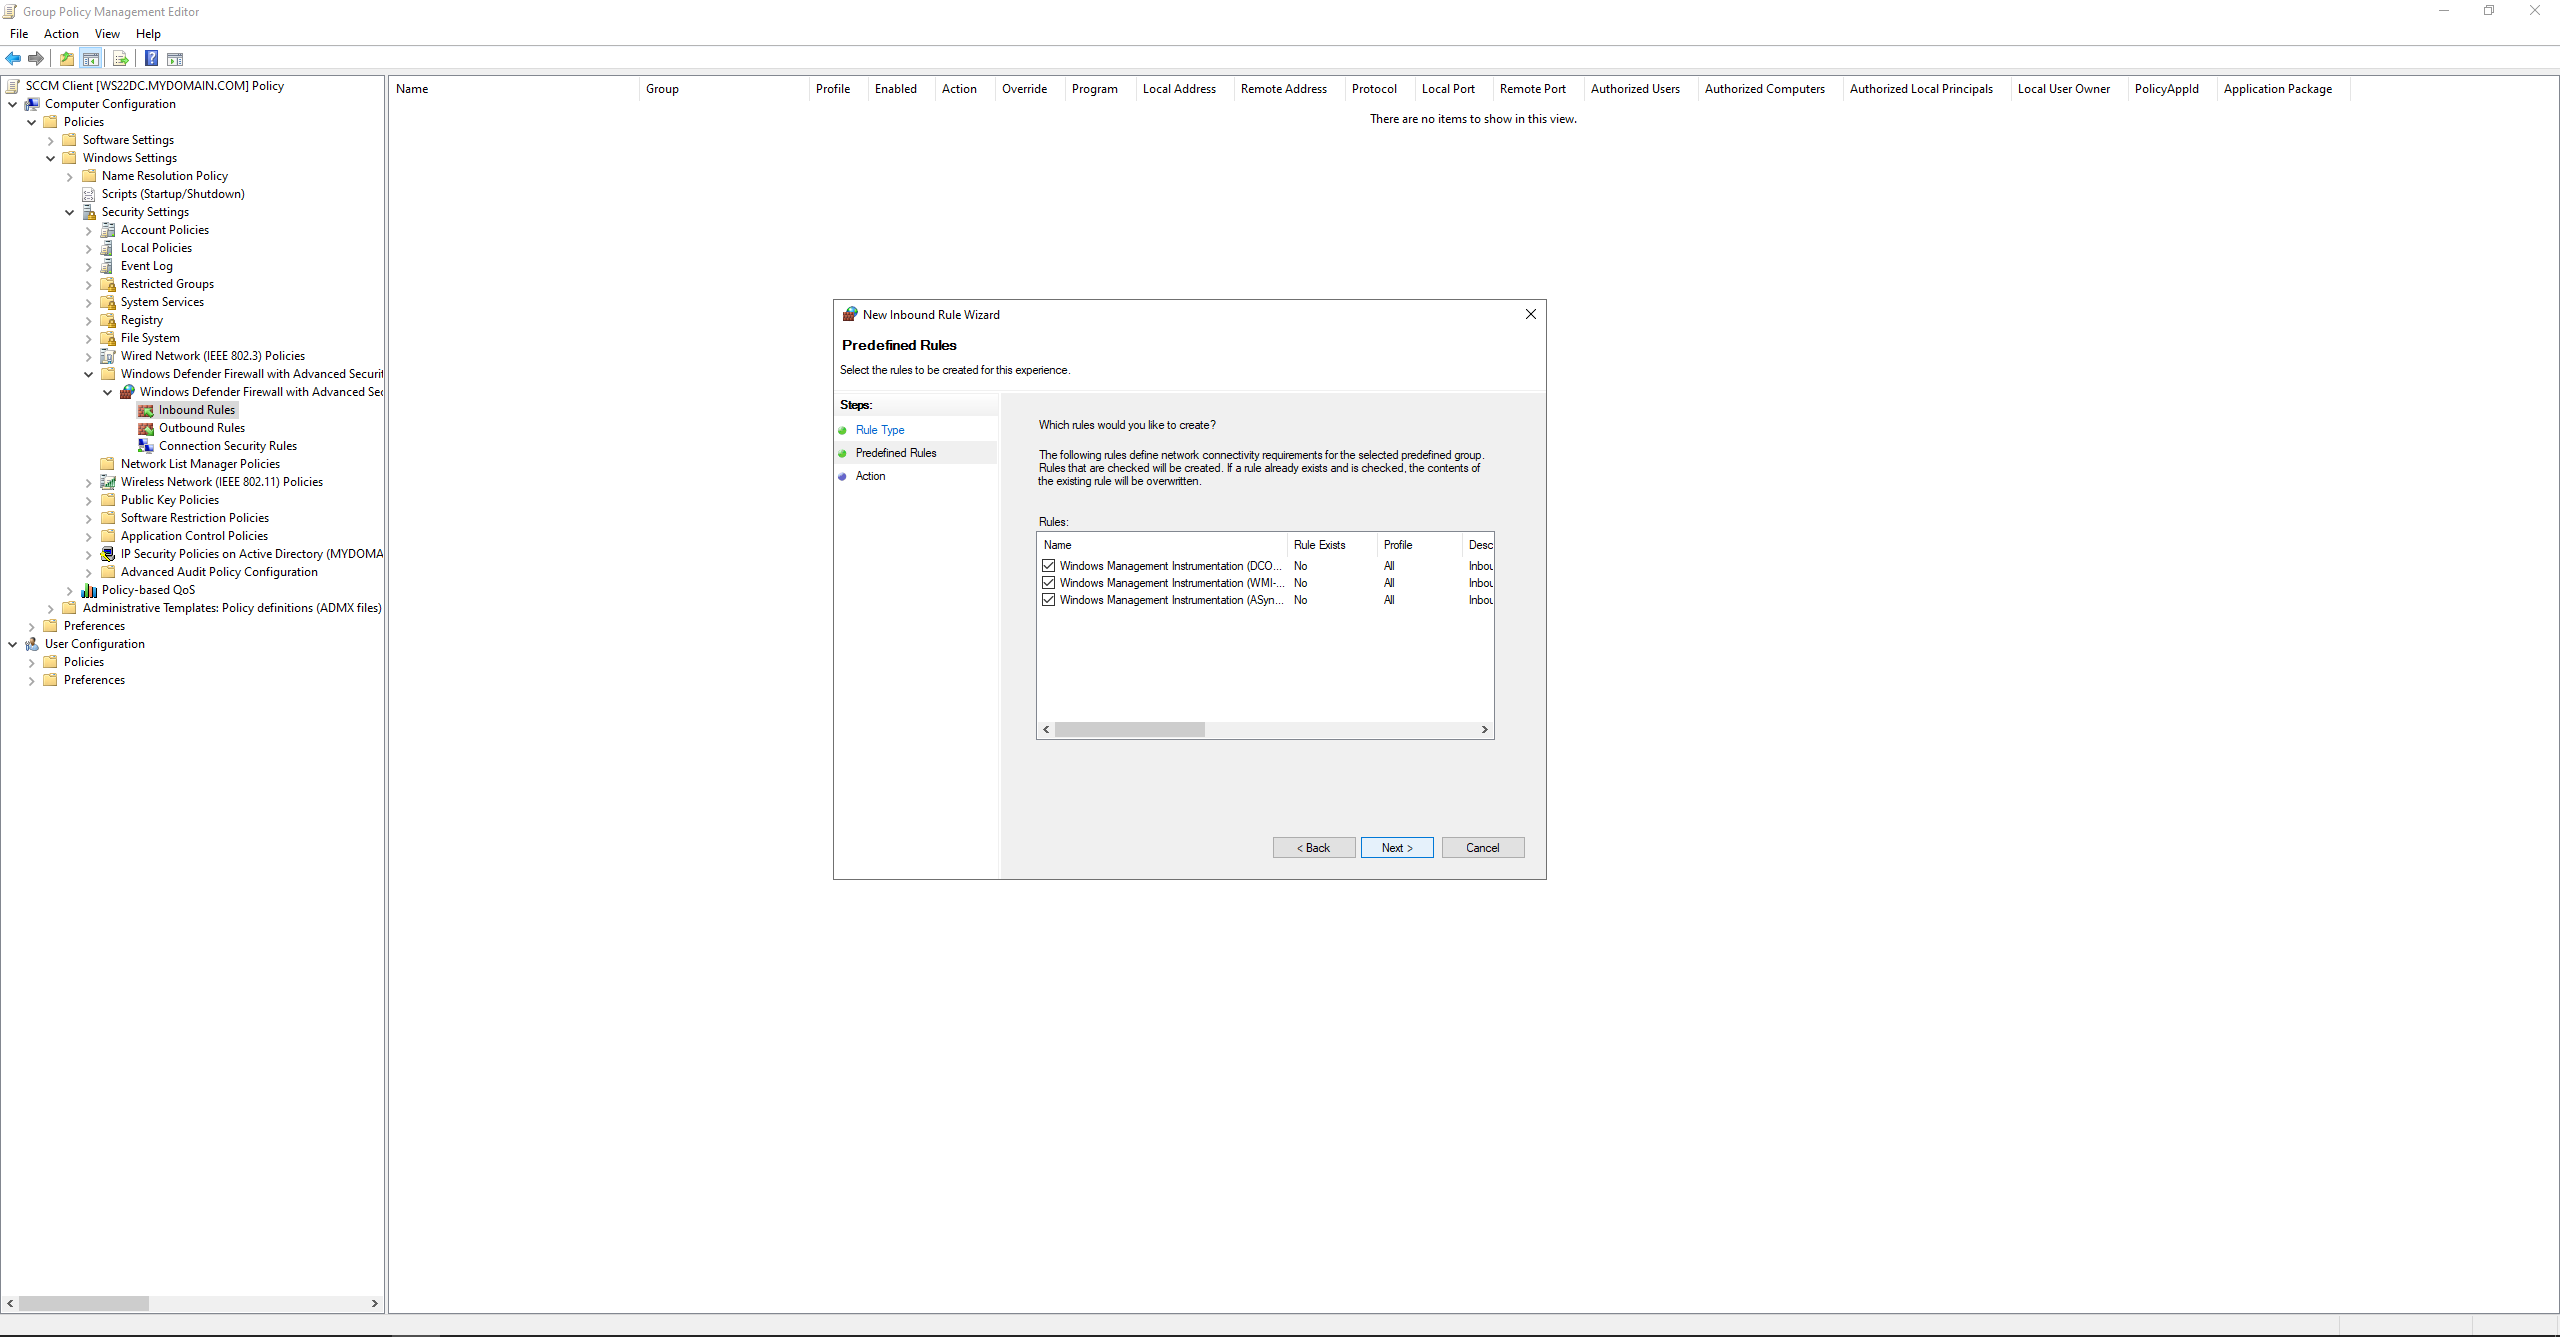 Group Policy Management Editor
File Action View Help
SCCM Client [WS22DC.MYDOMAIN.COM] Policy
Computer Configuration
Policies
Software Settings
Windows Settings
Name Resolution Policy
Scripts (Startup/Shutdown)
Security Settings
Account Policies
Local Policies
Event Log
Restricted Groups
System Services
Registry
File System
Wired Network (IEEE 802.3) Policies
Windows Defender Firewall with Advanced Securit
Windows Defender Firewall with Advanced Sec
Inbound Rules
Outbound Rules
Connection Security Rules
Network List Manager Policies
Wireless Network (IEEE 802.11) Policies
Public Key Policies
Software Restriction Policies
Application Control Policies
IP Security Policies on Active Directory (MYDOMA
Advanced Audit Policy Configuration
Policy-based QoS
Administrative Templates: Policy definitions (ADMX files)
Preferences
User Configuration
Policies
Preferences
Name Group Profile Enabled Action Override Program Local Address Remote Address Protocol Local Port Remote Port Authorized Users Authorized Computers Authorized Local Principals Local User Owner PolicyAppId Application Package
There are no items to show in this view.
New Inbound Rule Wizard
Predefined Rules
Select the rules to be created for this experience.
Steps:
Rule Type
Predefined Rules
Action
Which rules would you like to create?
The following rules define network connectivity requirements for the selected predefined group.
Rules that are checked will be created. If a rule already exists and is checked, the contents of
the existing rule will be overwritten.
Rules:
Name Rule Exists Profile Desc
Windows Management Instrumentation (DCO... No All Inbou
Windows Management Instrumentation (WMI-... No All Inbou
Windows Management Instrumentation (ASyn... No All Inbou
< Back Next > Cancel